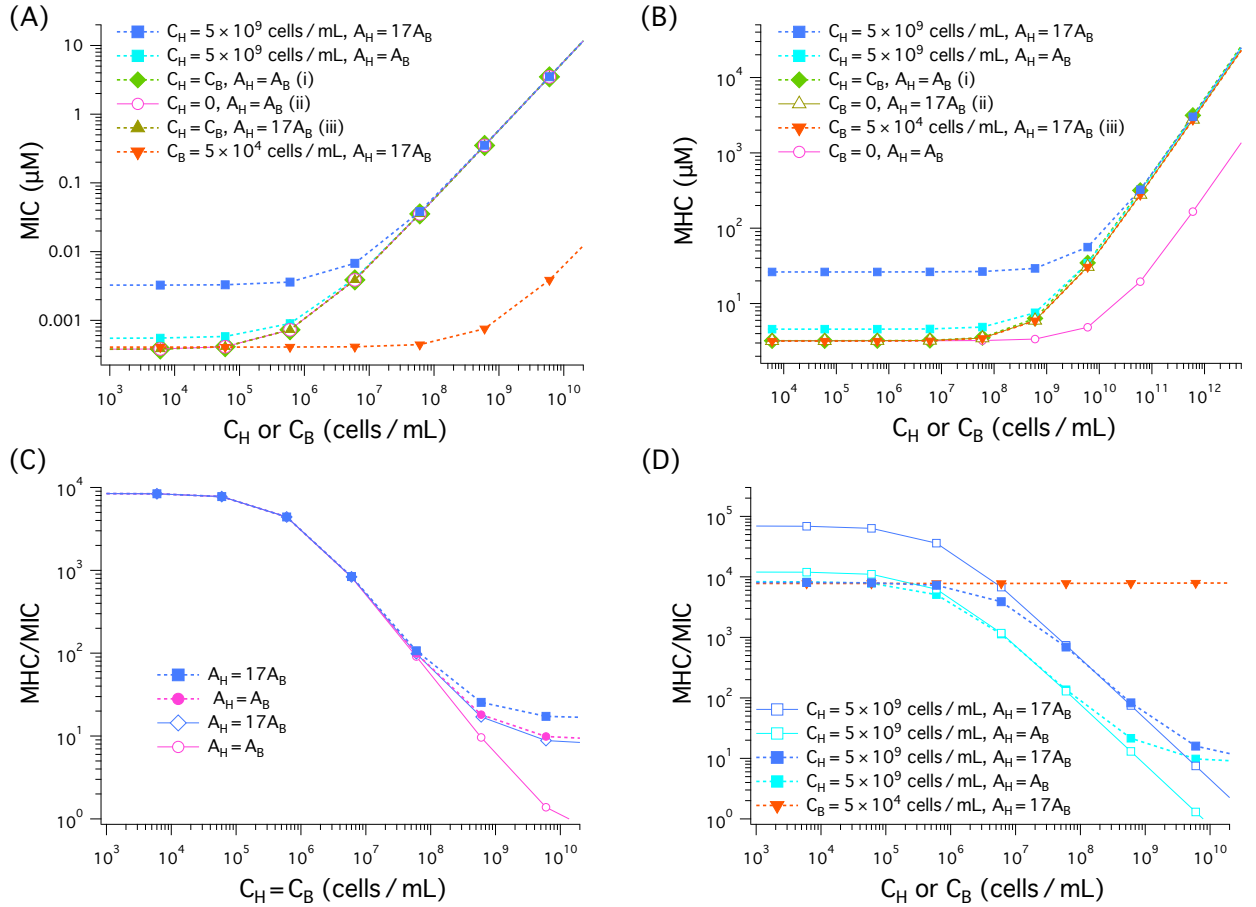 (A)
C_H = 5 × 10^9 cells / mL, A_H = 17A_B
C_H = 5 × 10^9 cells / mL, A_H = A_B
C_H = C_B, A_H = A_B (i)
C_H = 0, A_H = A_B (ii)
C_H = C_B, A_H = 17A_B (iii)
C_B = 5 × 10^4 cells / mL, A_H = 17A_B
MIC (μM)
10
1
0.1
0.01
0.001
10^3 10^4 10^5 10^6 10^7 10^8 10^9 10^10
C_H or C_B (cells / mL)
(B)
C_H = 5 × 10^9 cells / mL, A_H = 17A_B
C_H = 5 × 10^9 cells / mL, A_H = A_B
C_H = C_B, A_H = A_B (i)
C_B = 0, A_H = 17A_B (ii)
C_B = 5 × 10^4 cells / mL, A_H = 17A_B (iii)
C_B = 0, A_H = A_B
MHC (μM)
10^4
10^3
10^2
10^1
10^4 10^5 10^6 10^7 10^8 10^9 10^10 10^11 10^12
C_H or C_B (cells / mL)
(C)
MHC/MIC
10^4
10^3
10^2
10^1
10^0
A_H = 17A_B
A_H = A_B
A_H = 17A_B
A_H = A_B
10^3 10^4 10^5 10^6 10^7 10^8 10^9 10^10
C_H = C_B (cells / mL)
(D)
MHC/MIC
10^5
10^4
10^3
10^2
10^1
10^0
C_H = 5 × 10^9 cells / mL, A_H = 17A_B
C_H = 5 × 10^9 cells / mL, A_H = A_B
C_H = 5 × 10^9 cells / mL, A_H = 17A_B
C_H = 5 × 10^9 cells / mL, A_H = A_B
C_B = 5 × 10^4 cells / mL, A_H = 17A_B
10^3 10^4 10^5 10^6 10^7 10^8 10^9 10^10
C_H or C_B (cells / mL)